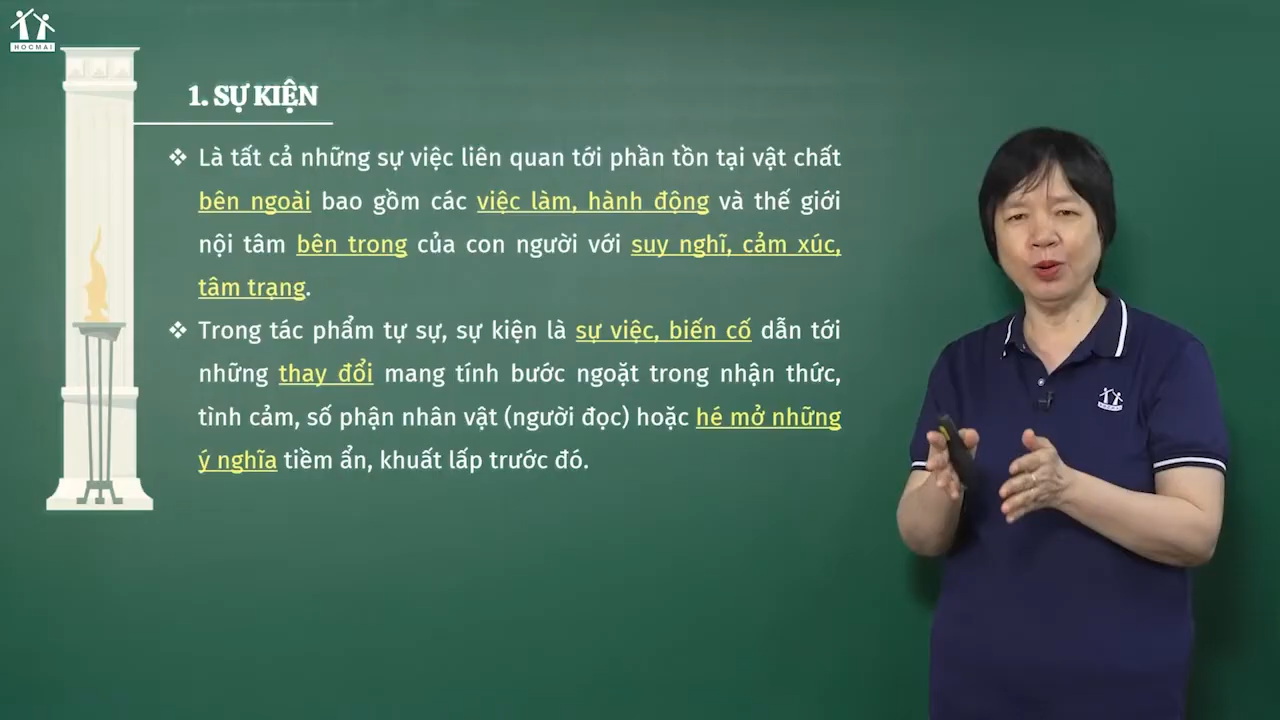 HOCMAI
1. SỰ KIỆN
❖ Là tất cả những sự việc liên quan tới phần tồn tại vật chất
bên ngoài bao gồm các việc làm, hành động và thế giới
nội tâm bên trong của con người với suy nghĩ, cảm xúc,
tâm trạng.
❖ Trong tác phẩm tự sự, sự kiện là sự việc, biến cố dẫn tới
những thay đổi mang tính bước ngoặt trong nhận thức,
tình cảm, số phận nhân vật (người đọc) hoặc hé mở những
ý nghĩa tiềm ẩn, khuất lấp trước đó.
HOCMAI